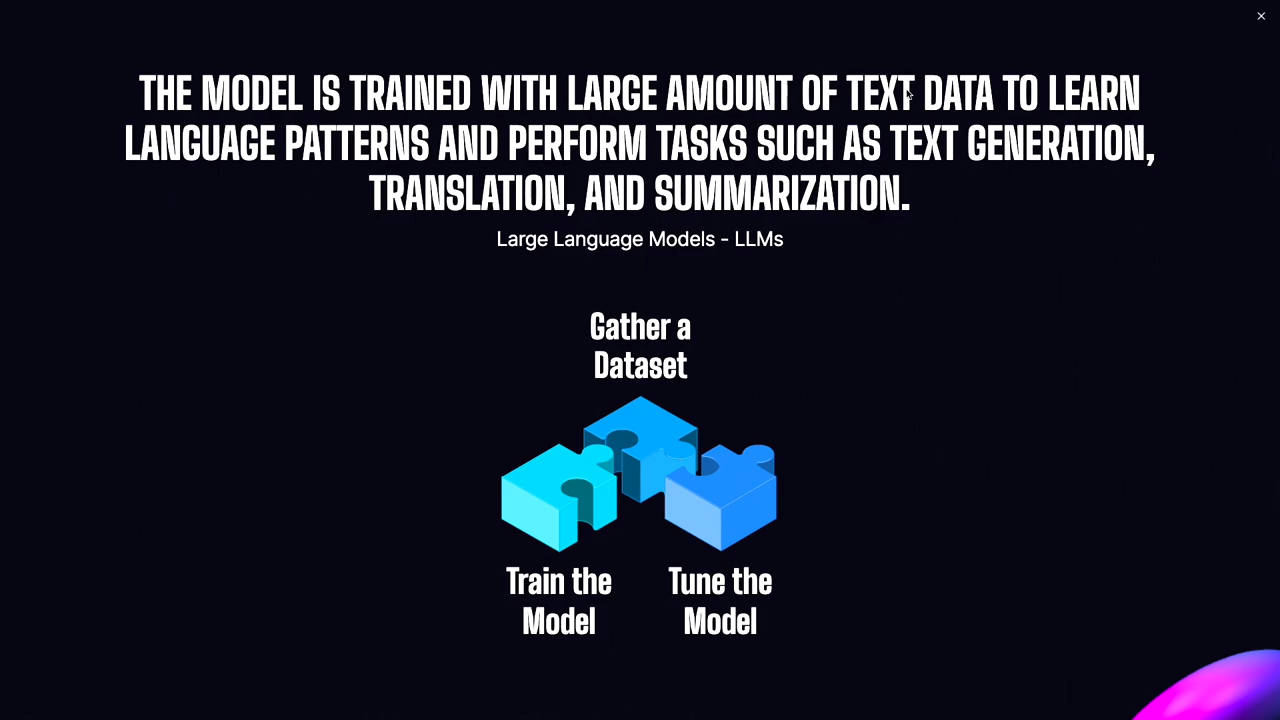 THE MODEL IS TRAINED WITH LARGE AMOUNT OF TEXT DATA TO LEARN
LANGUAGE PATTERNS AND PERFORM TASKS SUCH AS TEXT GENERATION,
TRANSLATION, AND SUMMARIZATION.
Large Language Models - LLMs
Gather a
Dataset
Train the
Model
Tune the
Model